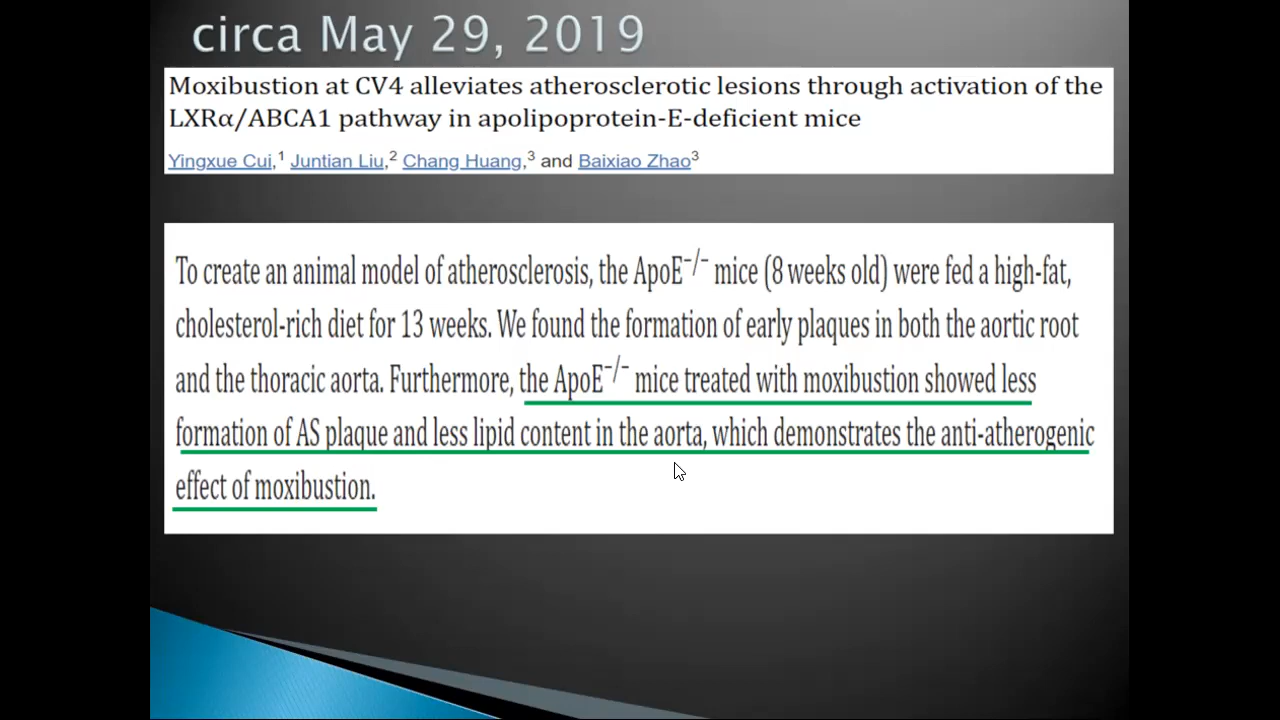 circa May 29, 2019
Moxibustion at CV4 alleviates atherosclerotic lesions through activation of the
LXRα/ABCA1 pathway in apolipoprotein-E-deficient mice
Yingxue Cui,¹ Juntian Liu,² Chang Huang,³ and Baixiao Zhao³
To create an animal model of atherosclerosis, the ApoE⁻/⁻ mice (8 weeks old) were fed a high-fat,
cholesterol-rich diet for 13 weeks. We found the formation of early plaques in both the aortic root
and the thoracic aorta. Furthermore, the ApoE⁻/⁻ mice treated with moxibustion showed less
formation of AS plaque and less lipid content in the aorta, which demonstrates the anti-atherogenic
effect of moxibustion.